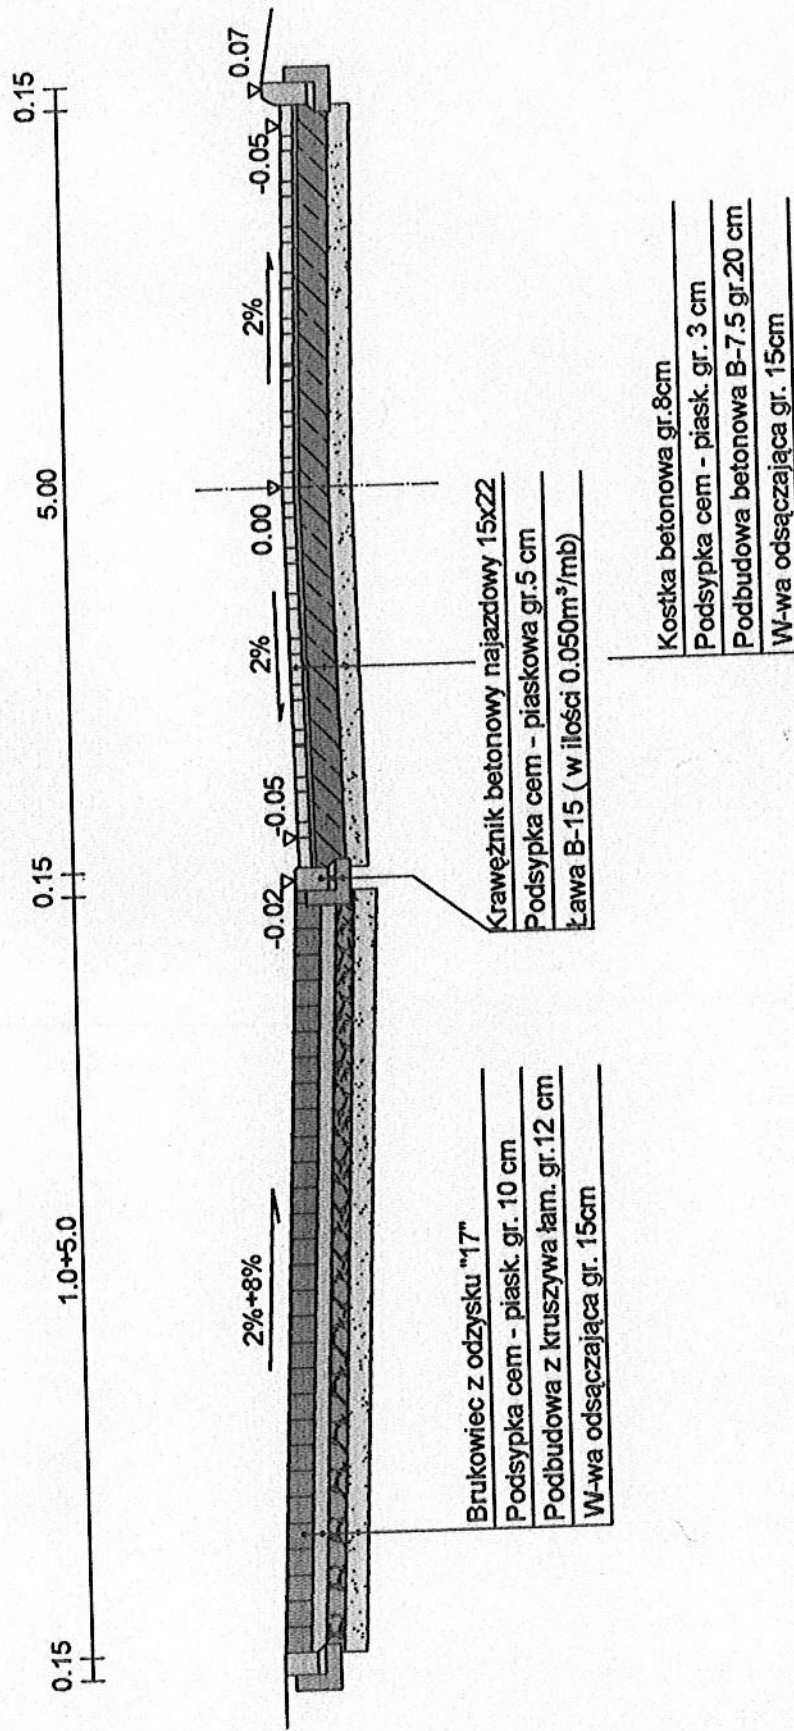 0.15
1.0÷5.0
0.15
5.00
0.15
2%÷8%
-0.02
-0.05
2%
0.00
2%
-0.05
0.07
Brukowiec z odzysku "17"
Podsypka cem - piask. gr. 10 cm
Podbudowa z kruszywa łam. gr.12 cm
W-wa odsączająca gr. 15cm
Krawężnik betonowy najazdowy 15x22
Podsypka cem - piaskowa gr.5 cm
Ława B-15 ( w ilości 0.050m³/mb)
Kostka betonowa gr.8cm
Podsypka cem - piask. gr. 3 cm
Podbudowa betonowa B-7.5 gr.20 cm
W-wa odsączająca gr. 15cm